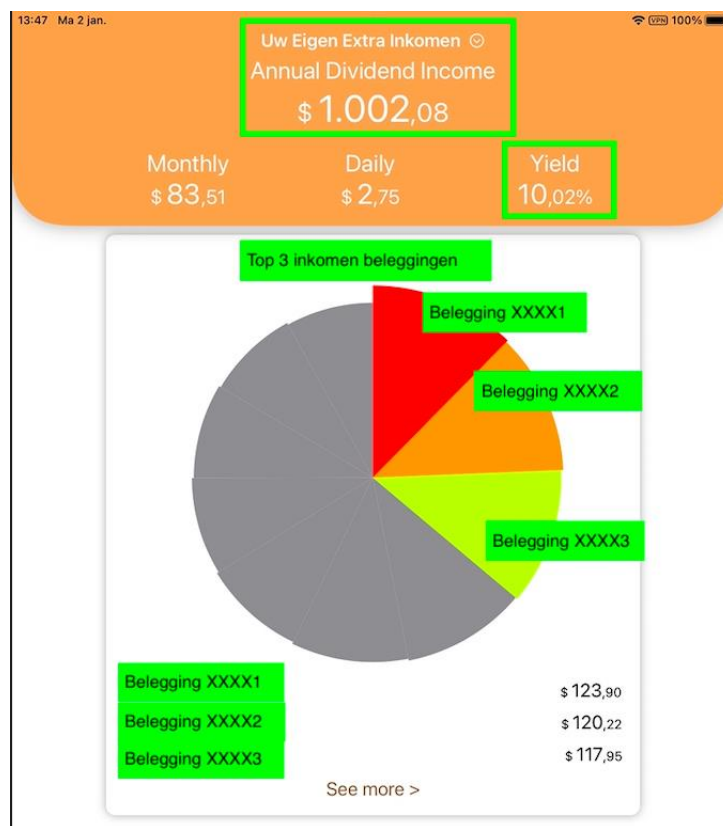 13:47 Ma 2 jan. VPN 100%
Uw Eigen Extra Inkomen
Annual Dividend Income
$ 1.002,08
Monthly Daily Yield
$ 83,51 $ 2,75 10,02%
Top 3 inkomen beleggingen
Belegging XXXX1
Belegging XXXX2
Belegging XXXX3
Belegging XXXX1 $ 123,90
Belegging XXXX2 $ 120,22
Belegging XXXX3 $ 117,95
See more >